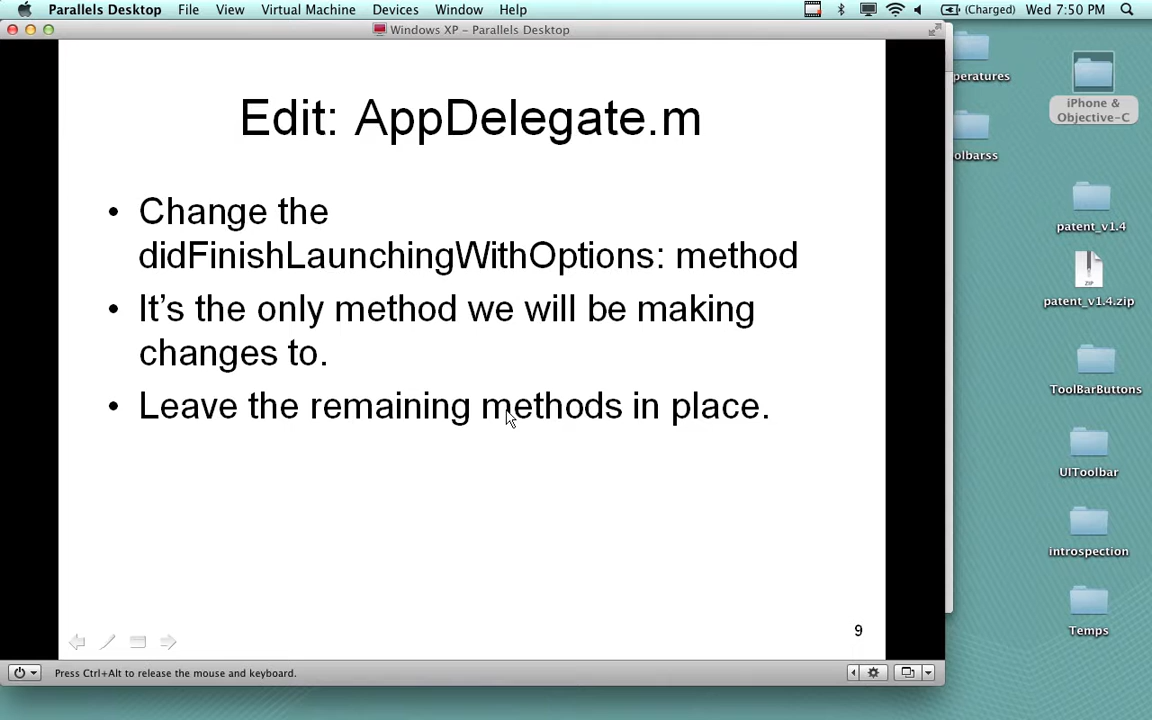 Parallels Desktop File View Virtual Machine Devices Window Help (Charged) Wed 7:50 PM
Windows XP - Parallels Desktop
Edit: AppDelegate.m
• Change the
didFinishLaunchingWithOptions: method
• It's the only method we will be making
changes to.
• Leave the remaining methods in place.
9
Press Ctrl+Alt to release the mouse and keyboard.
peratures
iPhone &
Objective-C
olbarss
patent_v1.4
ZIP
patent_v1.4.zip
ToolBarButtons
UIToolbar
introspection
Temps